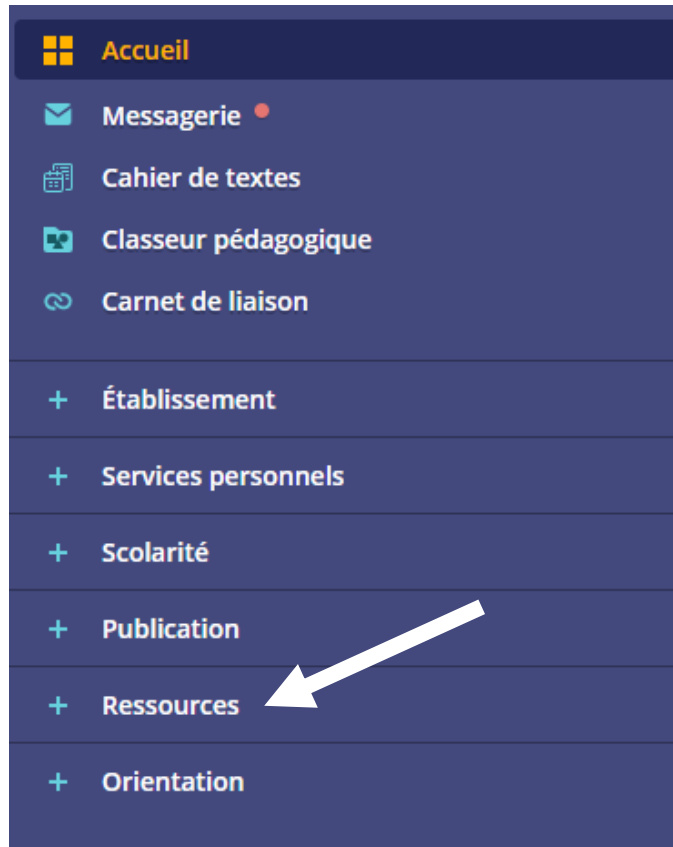 Accueil
Messagerie
Cahier de textes
Classeur pédagogique
Carnet de liaison
+ Établissement
+ Services personnels
+ Scolarité
+ Publication
+ Ressources
+ Orientation